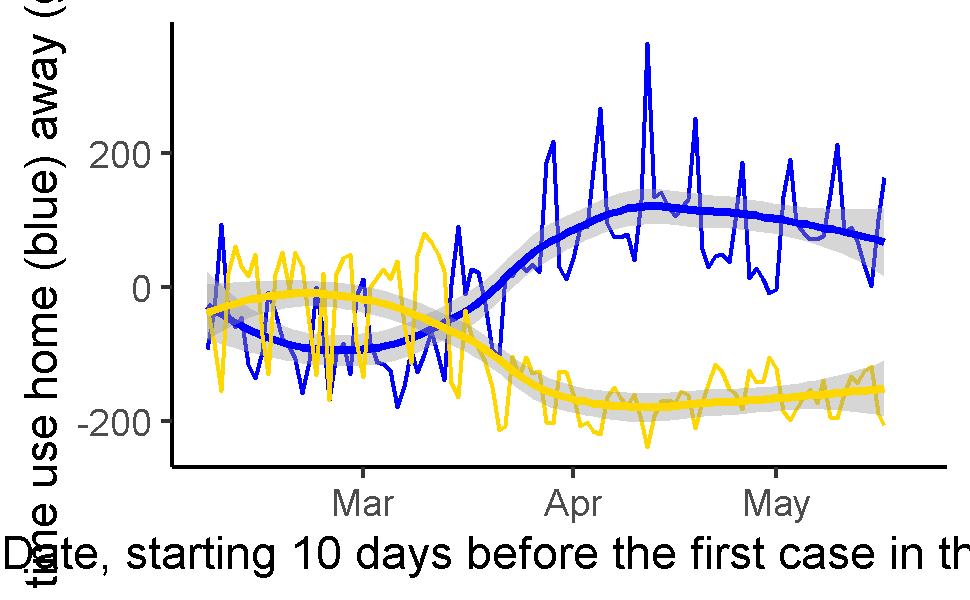 time use home (blue) away (
200
0
-200
Mar Apr May
Date, starting 10 days before the first case in th